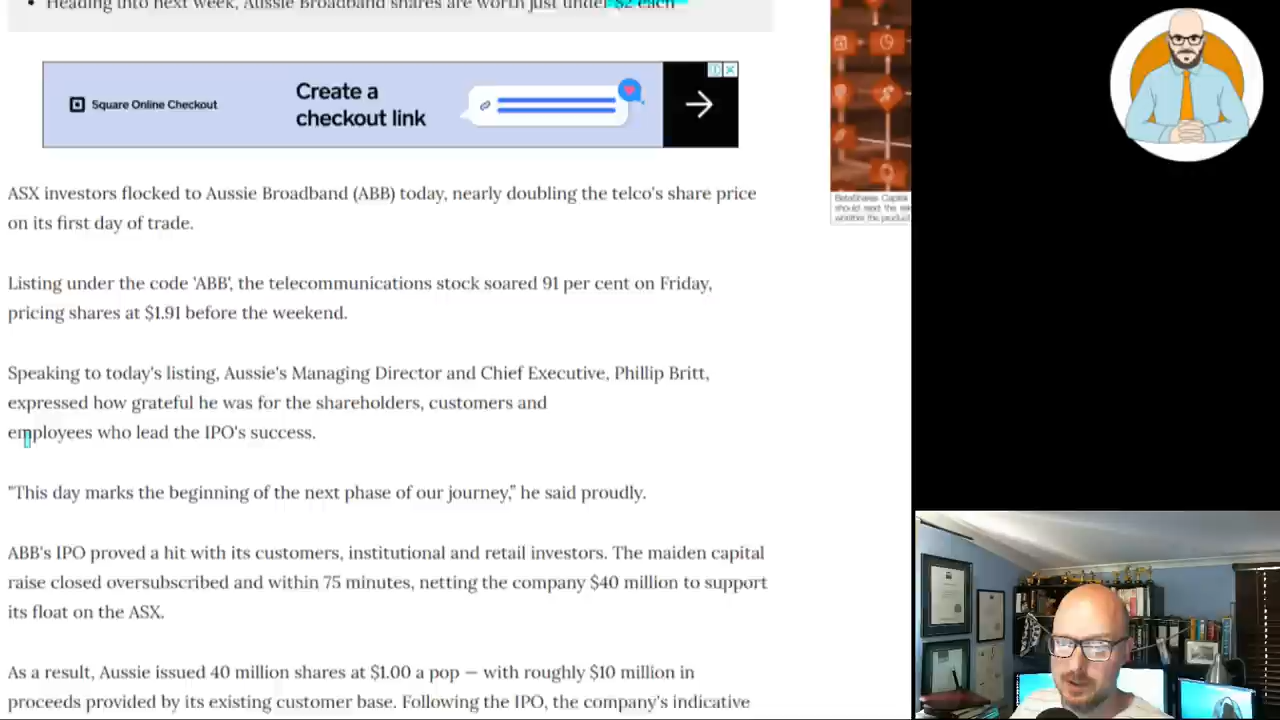 Heading into next week, Aussie Broadband shares are worth just under $2 each
Square Online Checkout
Create a
checkout link
ASX investors flocked to Aussie Broadband (ABB) today, nearly doubling the telco's share price
on its first day of trade.
Listing under the code 'ABB', the telecommunications stock soared 91 per cent on Friday,
pricing shares at $1.91 before the weekend.
Speaking to today's listing, Aussie's Managing Director and Chief Executive, Phillip Britt,
expressed how grateful he was for the shareholders, customers and
employees who lead the IPO's success.
"This day marks the beginning of the next phase of our journey,” he said proudly.
ABB's IPO proved a hit with its customers, institutional and retail investors. The maiden capital
raise closed oversubscribed and within 75 minutes, netting the company $40 million to support
its float on the ASX.
As a result, Aussie issued 40 million shares at $1.00 a pop — with roughly $10 million in
proceeds provided by its existing customer base. Following the IPO, the company's indicative
BetaShares Capital
should read the